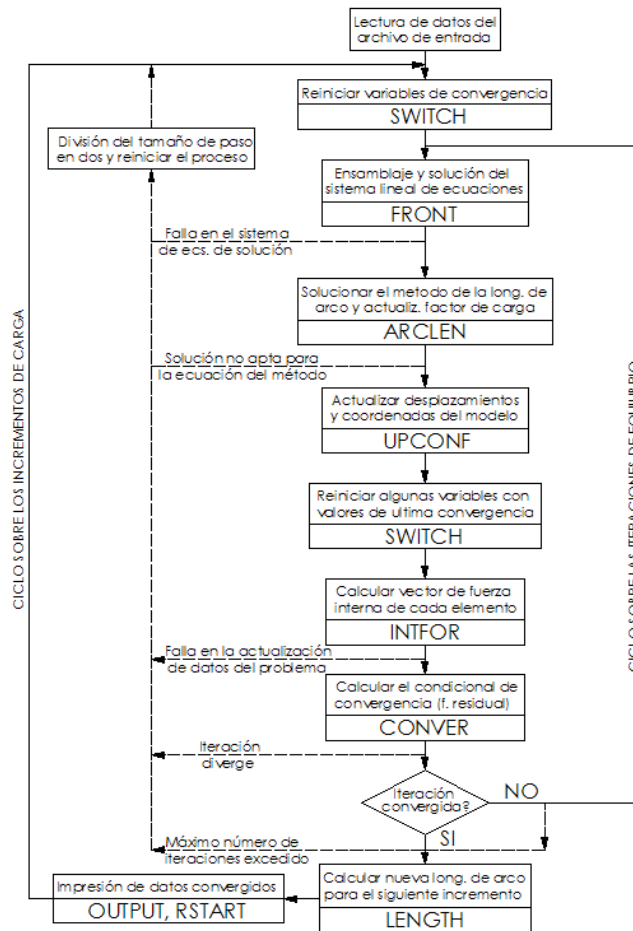 Lectura de datos del
archivo de entrada
Reiniciar variables de convergencia
SWITCH
División del tamaño de paso
en dos y reiniciar el proceso
Ensamblaje y solución del
sistema lineal de ecuaciones
FRONT
Falla en el sistema
de ecs. de solución
Solucionar el metodo de la long. de
arco y actualiz. factor de carga
ARCLEN
Solución no apta para
la ecuación del método
Actualizar desplazamientos
y coordenadas del modelo
UPCONF
Reiniciar algunas variables con
valores de ultima convergencia
SWITCH
Calcular vector de fuerza
interna de cada elemento
INTFOR
Falla en la actualización
de datos del problema
Calcular el condicional de
convergencia (f. residual)
CONVER
Iteración
diverge
Iteración
convergida?
NO
SI
Máximo número de
iteraciones excedido
Calcular nueva long. de arco
para el siguiente incremento
LENGTH
Impresión de datos convergidos
OUTPUT, RSTART
CICLO SOBRE LOS INCREMENTOS DE CARGA
CICLO SOBRE LAS ITERACIONES DE EQUILIBRIO